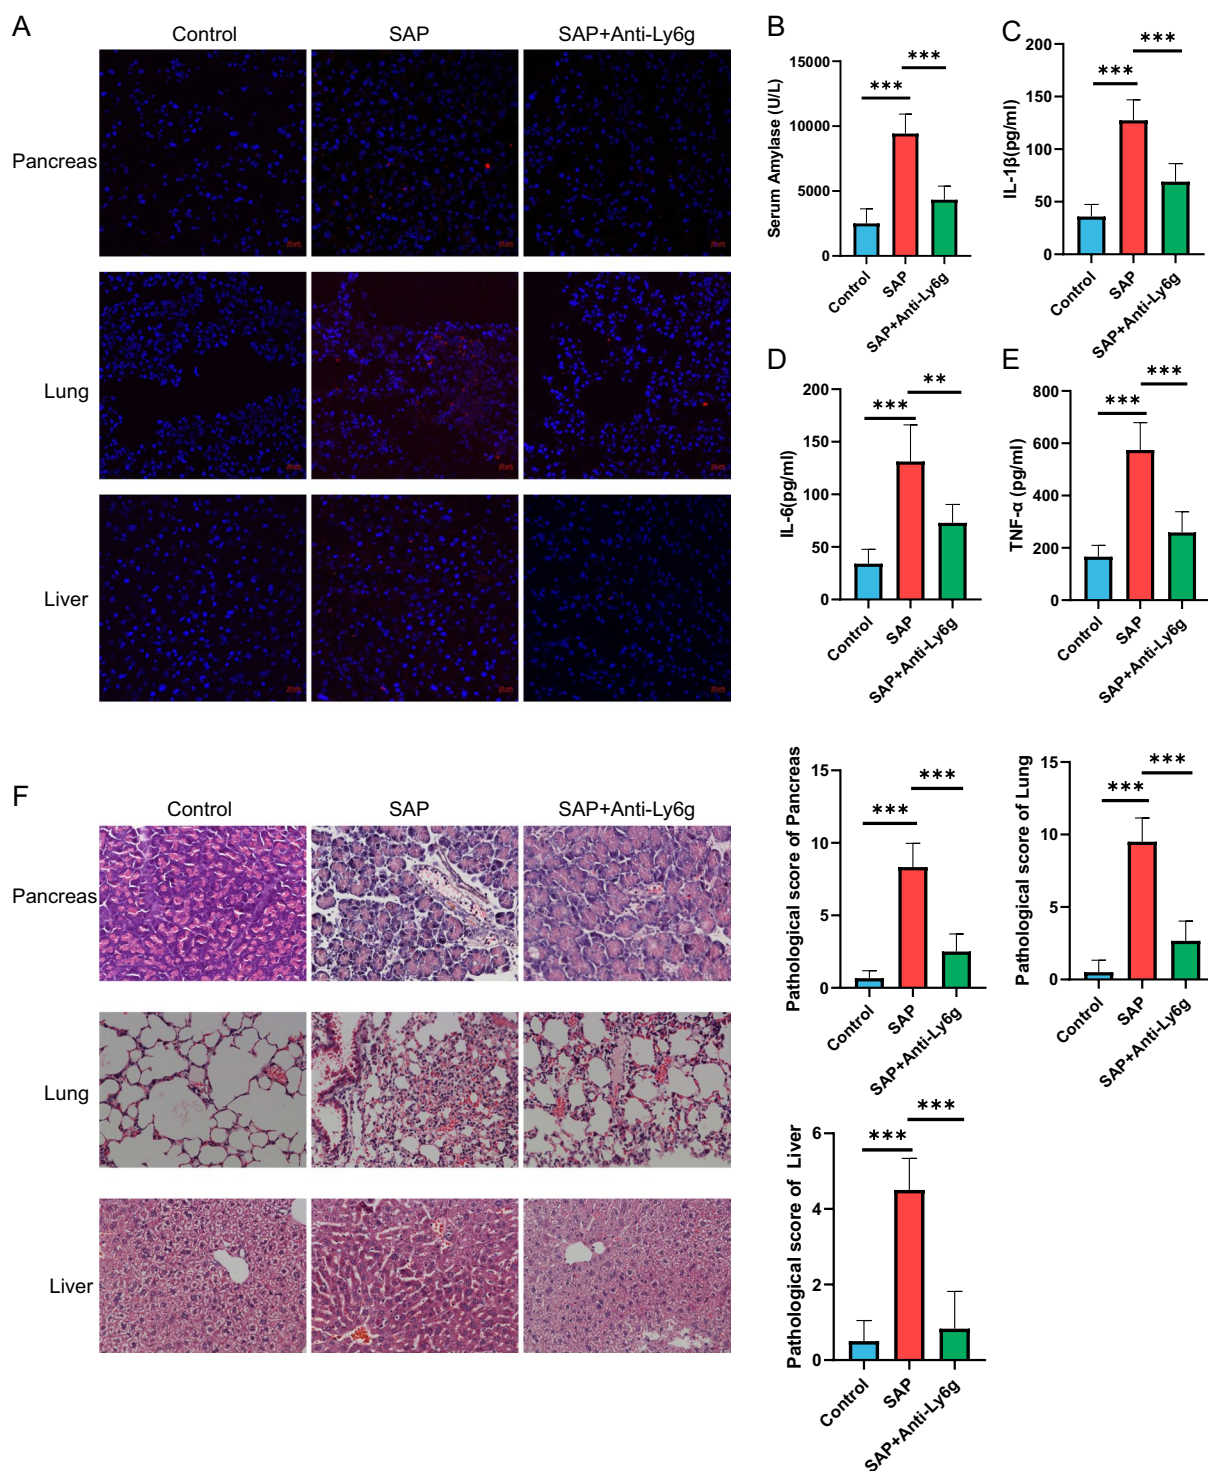 A
Control
SAP
SAP+Anti-Ly6g
Pancreas
Lung
Liver
B
Serum Amylase (U/L)
15000
10000
5000
0
***
***
Control
SAP
SAP+Anti-Ly6g
C
IL-1β(pg/ml)
200
150
100
50
0
***
***
Control
SAP
SAP+Anti-Ly6g
D
IL-6(pg/ml)
200
150
100
50
0
***
**
Control
SAP
SAP+Anti-Ly6g
E
TNF-α (pg/ml)
800
600
400
200
0
***
***
Control
SAP
SAP+Anti-Ly6g
F
Control
SAP
SAP+Anti-Ly6g
Pancreas
Lung
Liver
Pathological score of Pancreas
15
10
5
0
***
***
Control
SAP
SAP+Anti-Ly6g
Pathological score of Lung
15
10
5
0
***
***
Control
SAP
SAP+Anti-Ly6g
Pathological score of Liver
6
4
2
0
***
***
Control
SAP
SAP+Anti-Ly6g